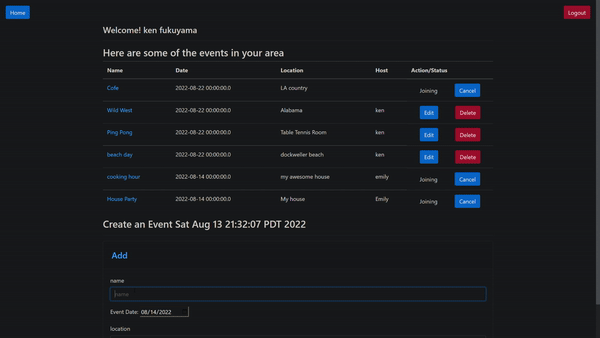 Home Logout
Welcome! ken fukuyama
Here are some of the events in your area
Name Date Location Host Action/Status
Cofe 2022-08-22 00:00:00.0 LA country Joining Cancel
Wild West 2022-08-22 00:00:00.0 Alabama ken Edit Delete
Ping Pong 2022-08-22 00:00:00.0 Table Tennis Room ken Edit Delete
beach day 2022-08-22 00:00:00.0 dockweller beach ken Edit Delete
cooking hour 2022-08-14 00:00:00.0 my awesome house emily Joining Cancel
House Party 2022-08-14 00:00:00.0 My house Emily Joining Cancel
Create an Event Sat Aug 13 21:32:07 PDT 2022
Add
name
name
Event Date: 08/14/2022
location